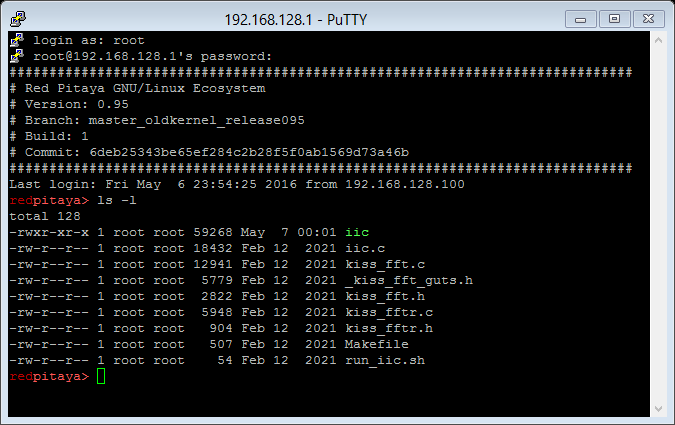 192.168.128.1 - PuTTY
login as: root
root@192.168.128.1's password:
##############################################################################
# Red Pitaya GNU/Linux Ecosystem
# Version: 0.95
# Branch: master_oldkernel_release095
# Build: 1
# Commit: 6deb25343be65ef284c2b28f5f0ab1569d73a46b
##############################################################################
Last login: Fri May  6 23:54:25 2016 from 192.168.128.100
redpitaya> ls -l
total 128
-rwxr-xr-x 1 root root 59268 May  7 00:01 iic
-rw-r--r-- 1 root root 18432 Feb 12  2021 iic.c
-rw-r--r-- 1 root root 12941 Feb 12  2021 kiss_fft.c
-rw-r--r-- 1 root root  5779 Feb 12  2021 _kiss_fft_guts.h
-rw-r--r-- 1 root root  2822 Feb 12  2021 kiss_fft.h
-rw-r--r-- 1 root root  5948 Feb 12  2021 kiss_fftr.c
-rw-r--r-- 1 root root   904 Feb 12  2021 kiss_fftr.h
-rw-r--r-- 1 root root   507 Feb 12  2021 Makefile
-rw-r--r-- 1 root root    54 Feb 12  2021 run_iic.sh
redpitaya>